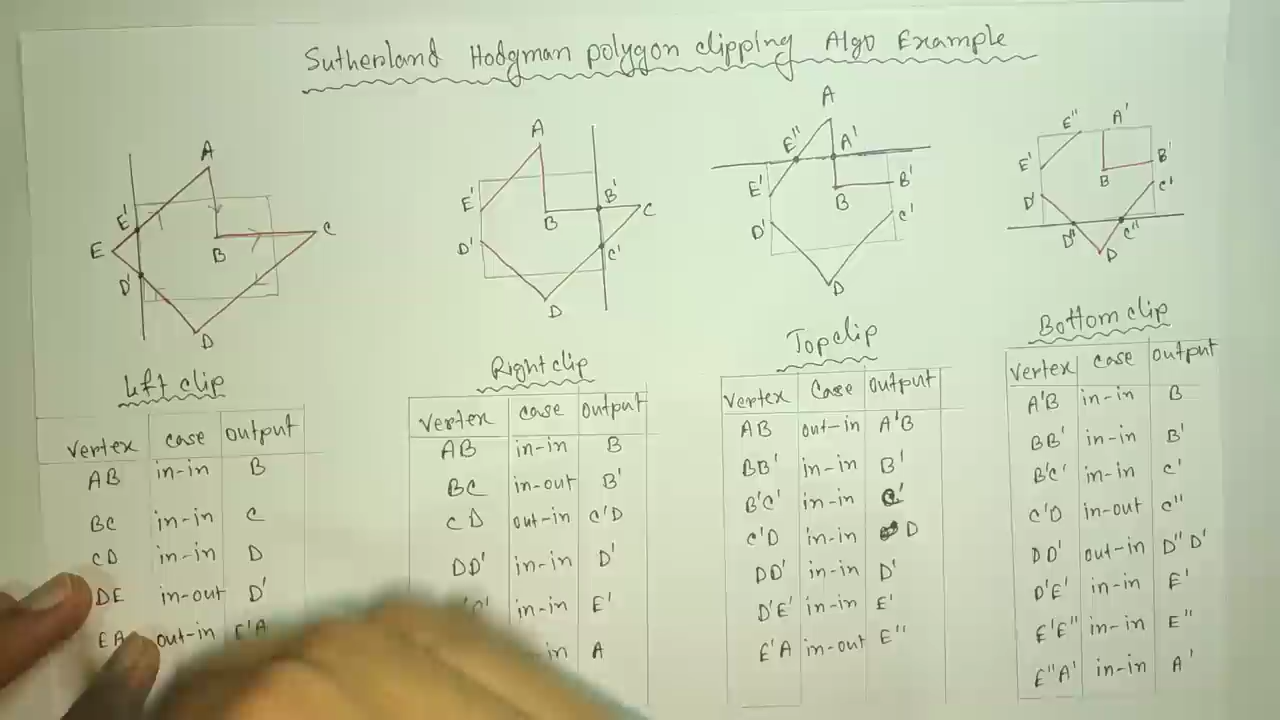 Sutherland Hodgman polygon clipping Algo Example
A
E'
E
B
C
D'
D
A
E'
B'
C
B
D'
C'
D
A
E"
A'
E'
B'
B
D'
C'
D
E"
A'
E'
B'
B
C'
D'
D"
C"
D
Left clip
Vertex case output
AB in-in B
BC in-in C
CD in-in D
DE in-out D'
EA out-in E'A
Right clip
Vertex case output
AB in-in B
BC in-out B'
CD out-in C'D
DD' in-in D'
in-in E'
in A
Top clip
Vertex Case output
AB out-in A'B
BB' in-in B'
B'C' in-in C'
C'D in-in D
DD' in-in D'
D'E' in-in E'
E'A in-out E"
Bottom clip
Vertex case output
A'B in-in B
BB' in-in B'
B'C' in-in C'
C'D in-out C"
DD' out-in D"D'
D'E' in-in E'
E'E" in-in E"
E"A' in-in A'